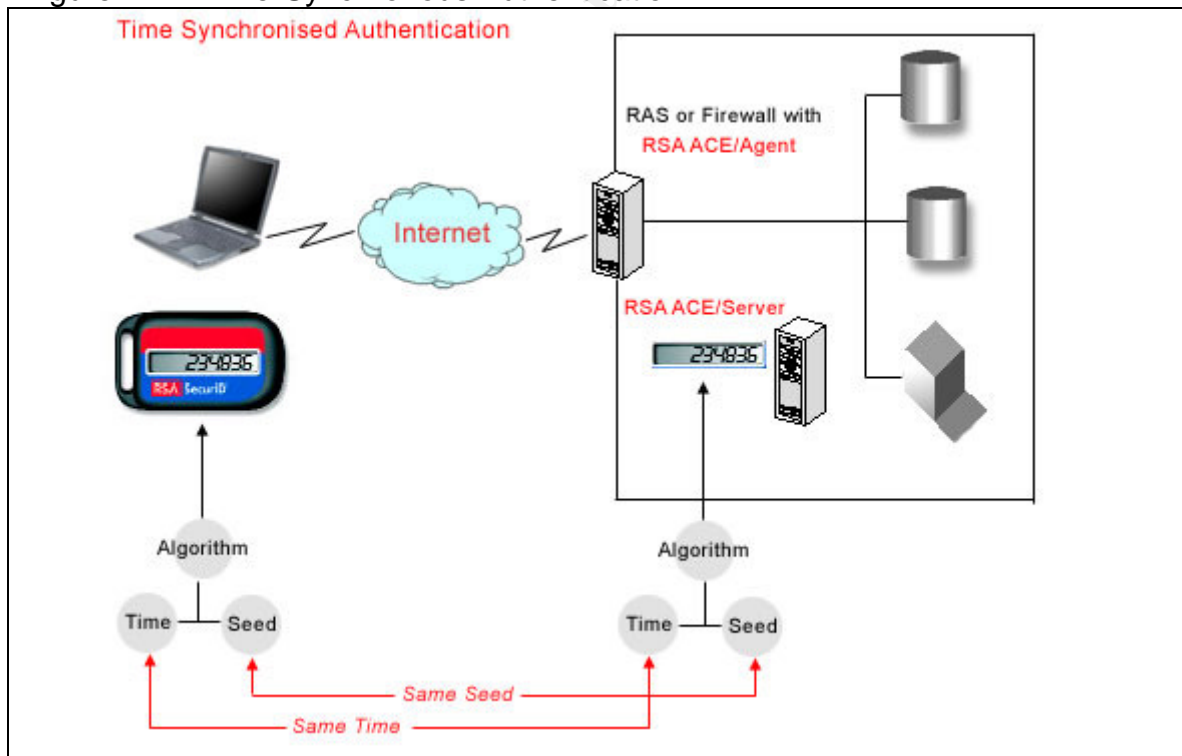 Time Synchronised Authentication
RAS or Firewall with
RSA ACE/Agent
Internet
RSA ACE/Server
234836
234836
RSA SecurID
Algorithm
Algorithm
Time
Seed
Time
Seed
Same Seed
Same Time